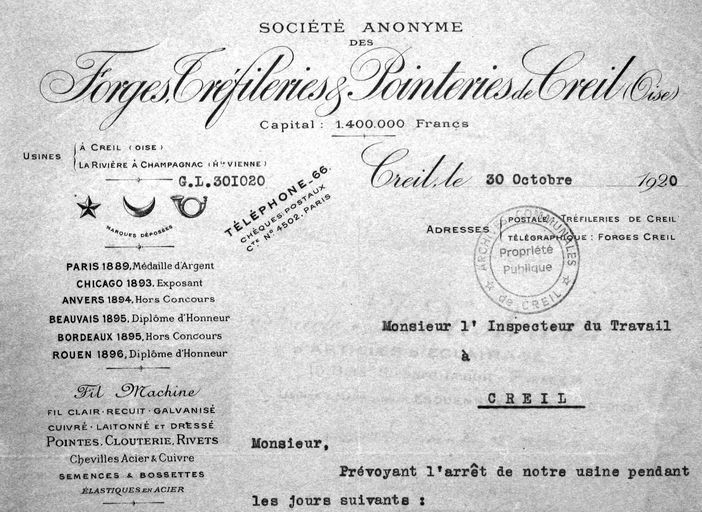 SOCIÉTÉ ANONYME
DES
Forges, Tréfileries & Pointeries de Creil (Oise)
Capital : 1.400.000 Francs
USINES
À CREIL (OISE)
LA RIVIÈRE À CHAMPAGNAC (Hte VIENNE)
G.L.301020
Creil, le 30 Octobre 1920
MARQUES DÉPOSÉES
TÉLÉPHONE_66.
CHÈQUES POSTAUX
Cte No 4502. PARIS
ADRESSES
POSTALE : TRÉFILERIES DE CREIL
TÉLÉGRAPHIQUE : FORGES CREIL
ARCHIVES COMMUNALES
Propriété
Publique
de CREIL
PARIS 1889, Médaille d'Argent
CHICAGO 1893, Exposant
ANVERS 1894, Hors Concours
BEAUVAIS 1895, Diplôme d'Honneur
BORDEAUX 1895, Hors Concours
ROUEN 1896, Diplôme d'Honneur
Monsieur l' Inspecteur du Travail
à
CREIL
Fil Machine
FIL CLAIR · RECUIT · GALVANISÉ
CUIVRÉ · LAITONNÉ ET DRESSÉ
POINTES, CLOUTERIE, RIVETS
Chevilles Acier & Cuivre
SEMENCES & BOSSETTES
ÉLASTIQUES EN ACIER
Monsieur,
Prévoyant l'arrêt de notre usine pendant
les jours suivants :